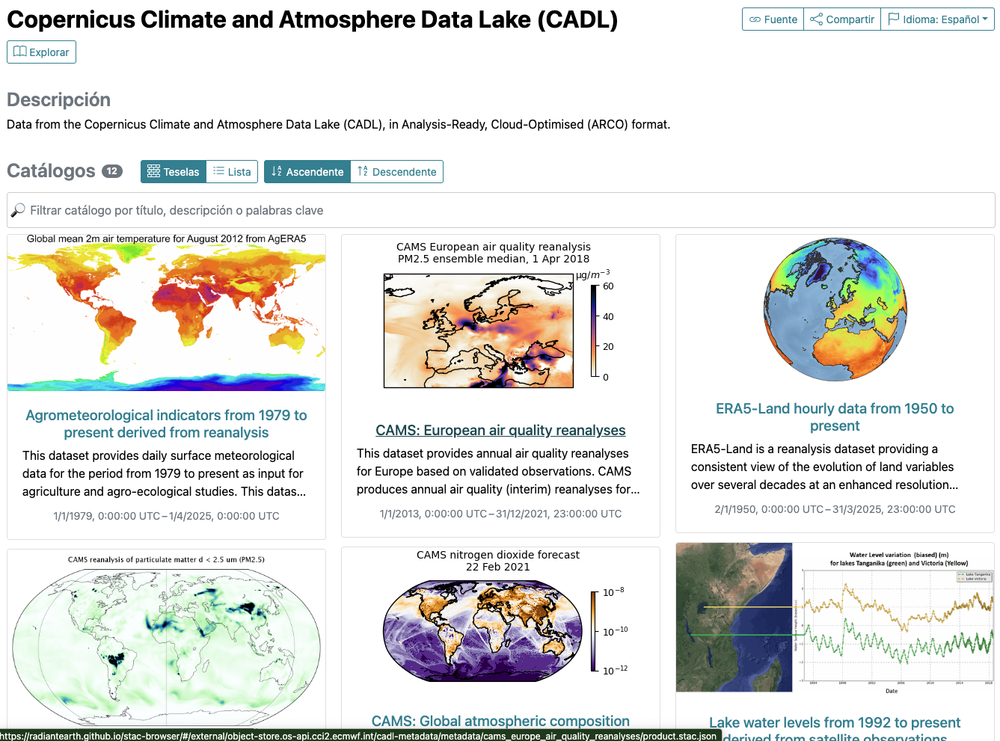 Copernicus Climate and Atmosphere Data Lake (CADL)
Fuente
Compartir
Idioma: Español
Explorar
Descripción
Data from the Copernicus Climate and Atmosphere Data Lake (CADL), in Analysis-Ready, Cloud-Optimised (ARCO) format.
Catálogos 12
Teselas
Lista
Ascendente
Descendente
Filtrar catálogo por título, descripción o palabras clave
Global mean 2m air temperature for August 2012 from AgERA5
Agrometeorological indicators from 1979 to
present derived from reanalysis
This dataset provides daily surface meteorological
data for the period from 1979 to present as input for
agriculture and agro-ecological studies. This datas...
1/1/1979, 0:00:00 UTC – 1/4/2025, 0:00:00 UTC
CAMS European air quality reanalysis
PM2.5 ensemble median, 1 Apr 2018
µg/m⁻³
60
40
20
0
CAMS: European air quality reanalyses
This dataset provides annual air quality reanalyses
for Europe based on validated observations. CAMS
produces annual air quality (interim) reanalyses for...
1/1/2013, 0:00:00 UTC – 31/12/2021, 23:00:00 UTC
ERA5-Land hourly data from 1950 to
present
ERA5-Land is a reanalysis dataset providing a
consistent view of the evolution of land variables
over several decades at an enhanced resolution...
2/1/1950, 0:00:00 UTC – 31/3/2025, 23:00:00 UTC
CAMS reanalysis of particulate matter d < 2.5 um (PM2.5)
CAMS nitrogen dioxide forecast
22 Feb 2021
10⁻⁸
10⁻¹⁰
10⁻¹²
CAMS: Global atmospheric composition
Water Level variation (biased) (m)
for lakes Tanganika (green) and Victoria (Yellow)
Lake Tanganika
Lake Victoria
1994 1998 2002 2006 2010 2014 2018
Date
Lake water levels from 1992 to present
derived from satellite observations
https://radiantearth.github.io/stac-browser/#/external/object-store.os-api.cci2.ecmwf.int/cadl-metadata/metadata/cams_europe_air_quality_reanalyses/product.stac.json